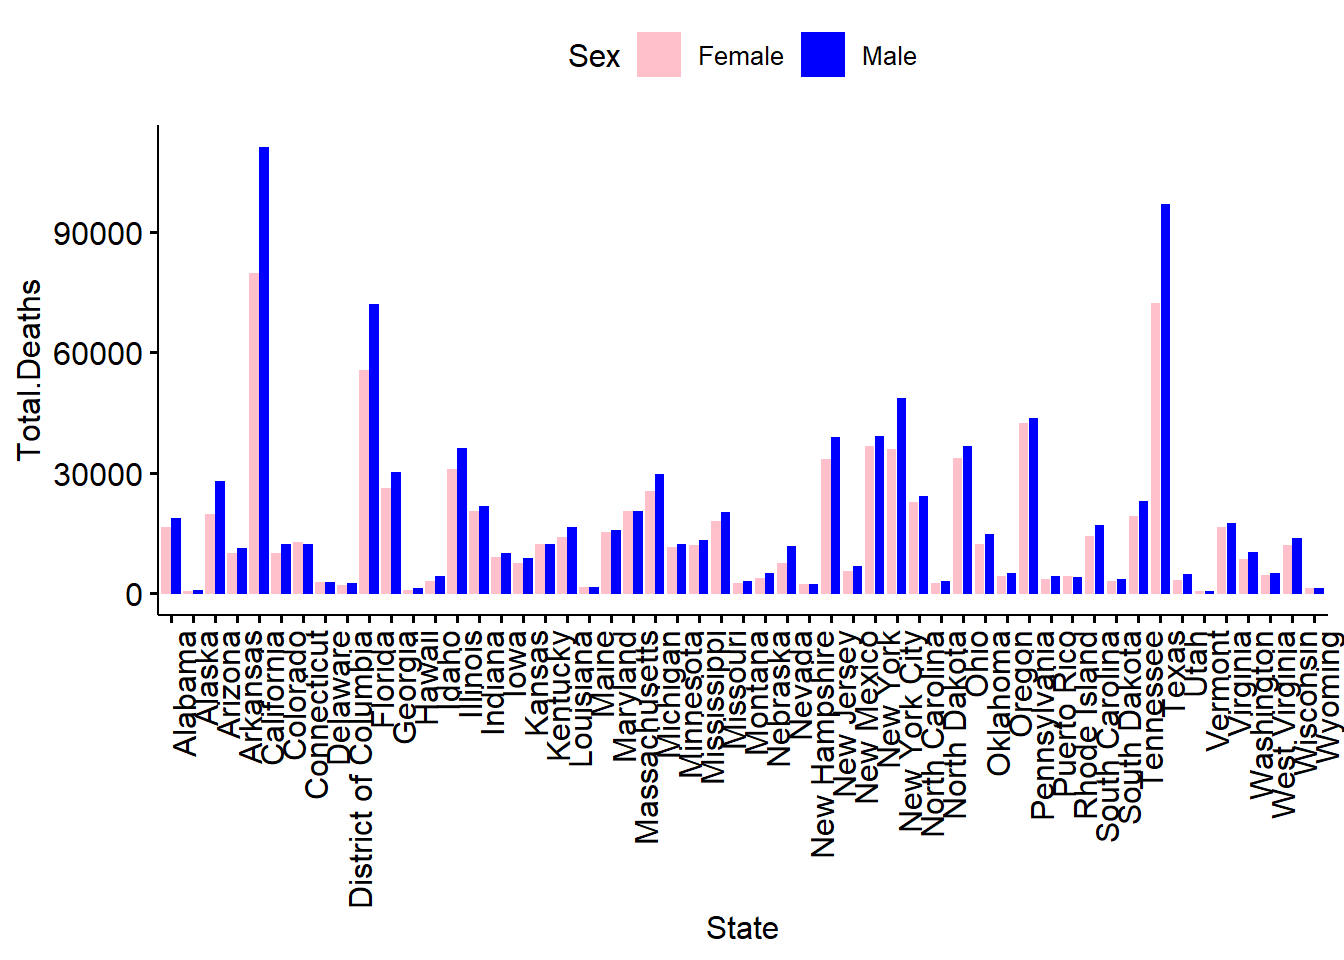 Sex Female Male
Total.Deaths
90000
60000
30000
0
Alabama
Alaska
Arizona
Arkansas
California
Colorado
Connecticut
Delaware
District of Columbia
Florida
Georgia
Hawaii
Idaho
Illinois
Indiana
Iowa
Kansas
Kentucky
Louisiana
Maine
Maryland
Massachusetts
Michigan
Minnesota
Mississippi
Missouri
Montana
Nebraska
Nevada
New Hampshire
New Jersey
New Mexico
New York
New York City
North Carolina
North Dakota
Ohio
Oklahoma
Oregon
Pennsylvania
Puerto Rico
Rhode Island
South Carolina
South Dakota
Tennessee
Texas
Utah
Vermont
Virginia
Washington
West Virginia
Wisconsin
Wyoming
State